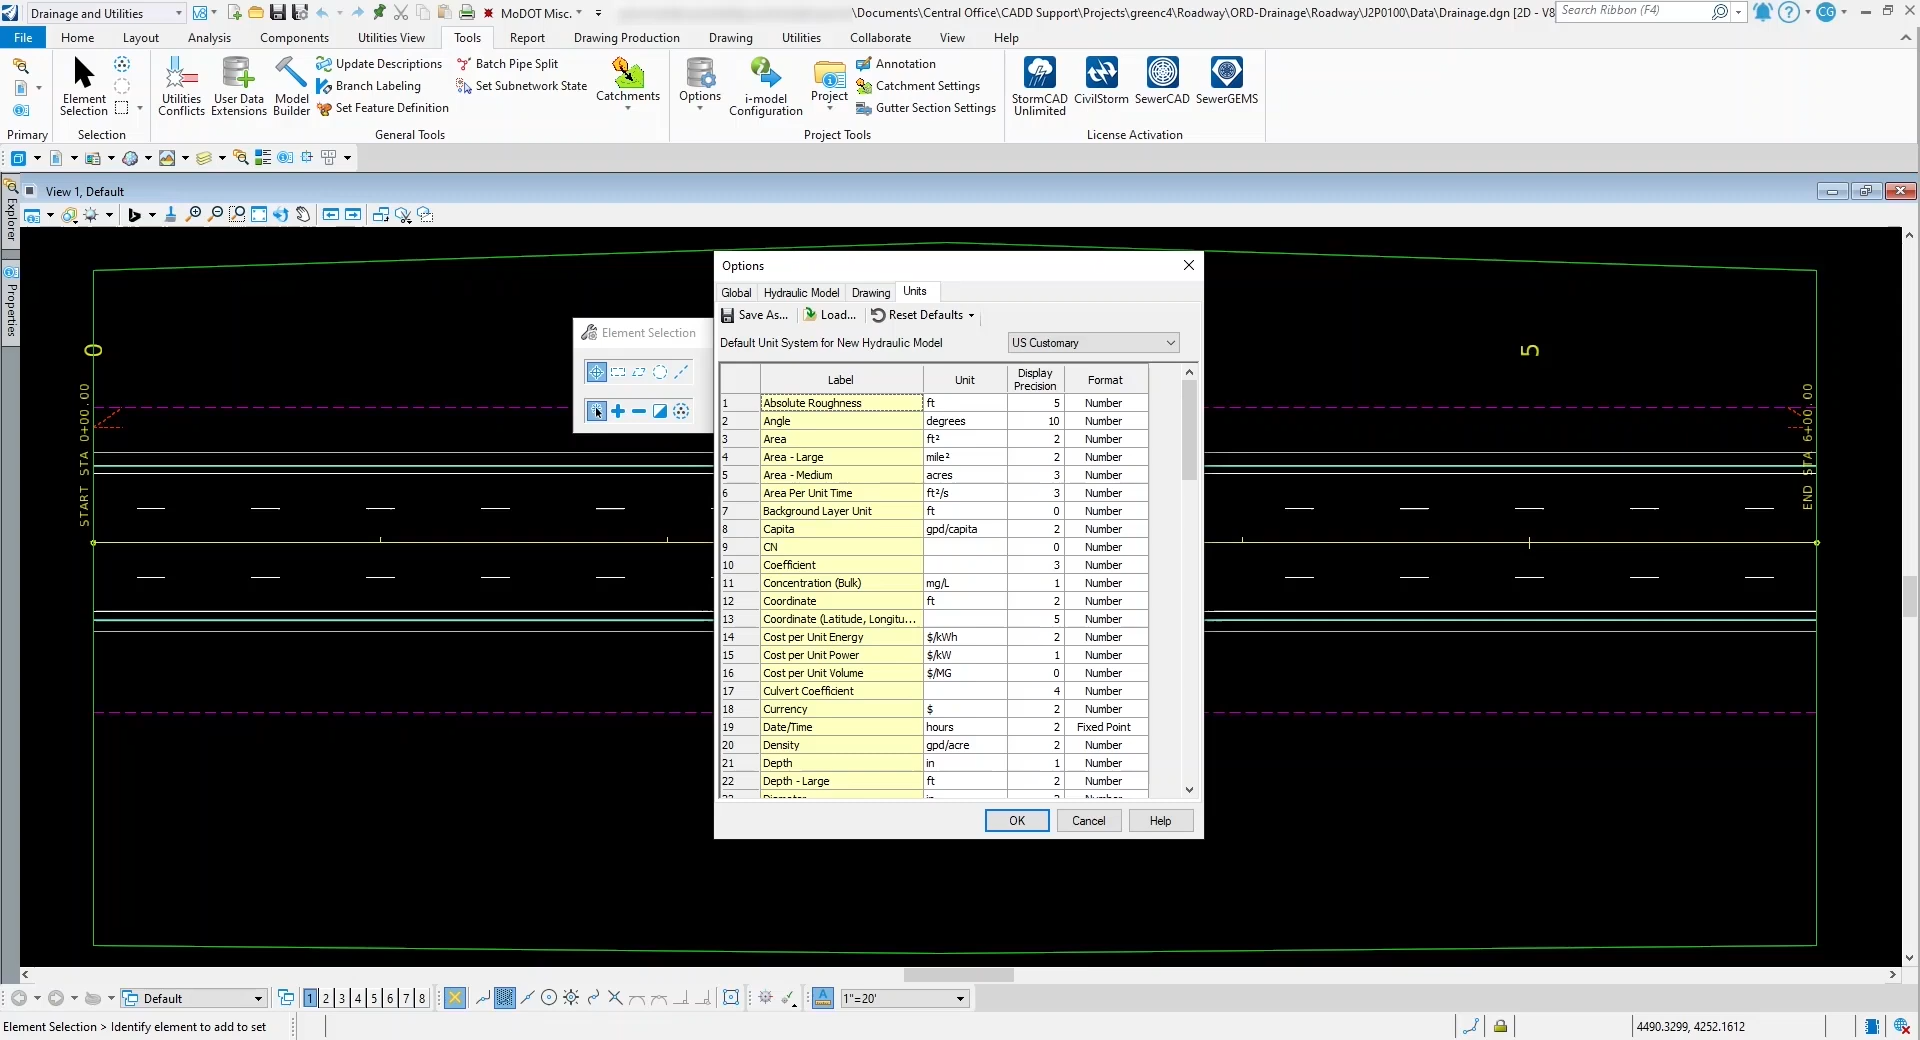 Drainage and Utilities
MoDOT Misc.
\Documents\Central Office\CADD Support\Projects\greenc4\Roadway\ORD-Drainage\Roadway\J2P0100\Data\Drainage.dgn [2D - V8
Search Ribbon (F4)
CG
File Home Layout Analysis Components Utilities View Tools Report Drawing Production Drawing Utilities Collaborate View Help
Element Selection
Utilities Conflicts
User Data Extensions
Model Builder
Update Descriptions
Branch Labeling
Set Feature Definition
Batch Pipe Split
Set Subnetwork State
Catchments
Options
i-model Configuration
Project
Annotation
Catchment Settings
Gutter Section Settings
StormCAD Unlimited
CivilStorm
SewerCAD
SewerGEMS
Primary Selection General Tools Project Tools License Activation
Explorer
Properties
View 1, Default
0
START STA 0+00.00
5
END STA 6+00.00
Element Selection
Options
Global Hydraulic Model Drawing Units
Save As... Load... Reset Defaults
Default Unit System for New Hydraulic Model US Customary
Label Unit Display Precision Format
1 Absolute Roughness ft 5 Number
2 Angle degrees 10 Number
3 Area ft² 2 Number
4 Area - Large mile² 2 Number
5 Area - Medium acres 3 Number
6 Area Per Unit Time ft²/s 3 Number
7 Background Layer Unit ft 0 Number
8 Capita gpd/capita 2 Number
9 CN 0 Number
10 Coefficient 3 Number
11 Concentration (Bulk) mg/L 1 Number
12 Coordinate ft 2 Number
13 Coordinate (Latitude, Longitu... 5 Number
14 Cost per Unit Energy $/kWh 2 Number
15 Cost per Unit Power $/kW 1 Number
16 Cost per Unit Volume $/MG 0 Number
17 Culvert Coefficient 4 Number
18 Currency $ 2 Number
19 Date/Time hours 2 Fixed Point
20 Density gpd/acre 2 Number
21 Depth in 1 Number
22 Depth - Large ft 2 Number
OK Cancel Help
Default 1 2 3 4 5 6 7 8 1"=20'
Element Selection > Identify element to add to set
4490.3299, 4252.1612